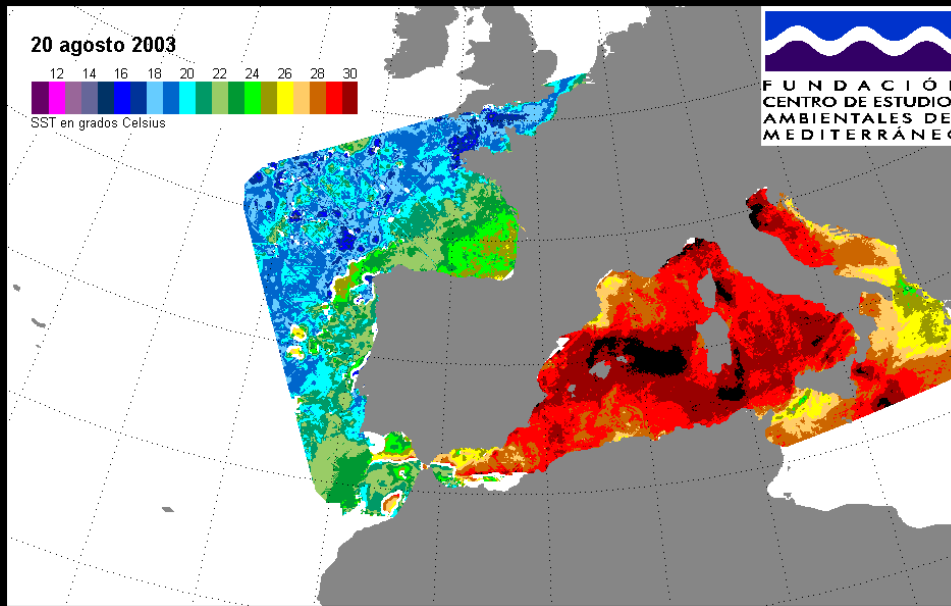 20 agosto 2003
12 14 16 18 20 22 24 26 28 30
SST en grados Celsius
FUNDACIÓN
CENTRO DE ESTUDIO
AMBIENTALES DE
MEDITERRÁNEO